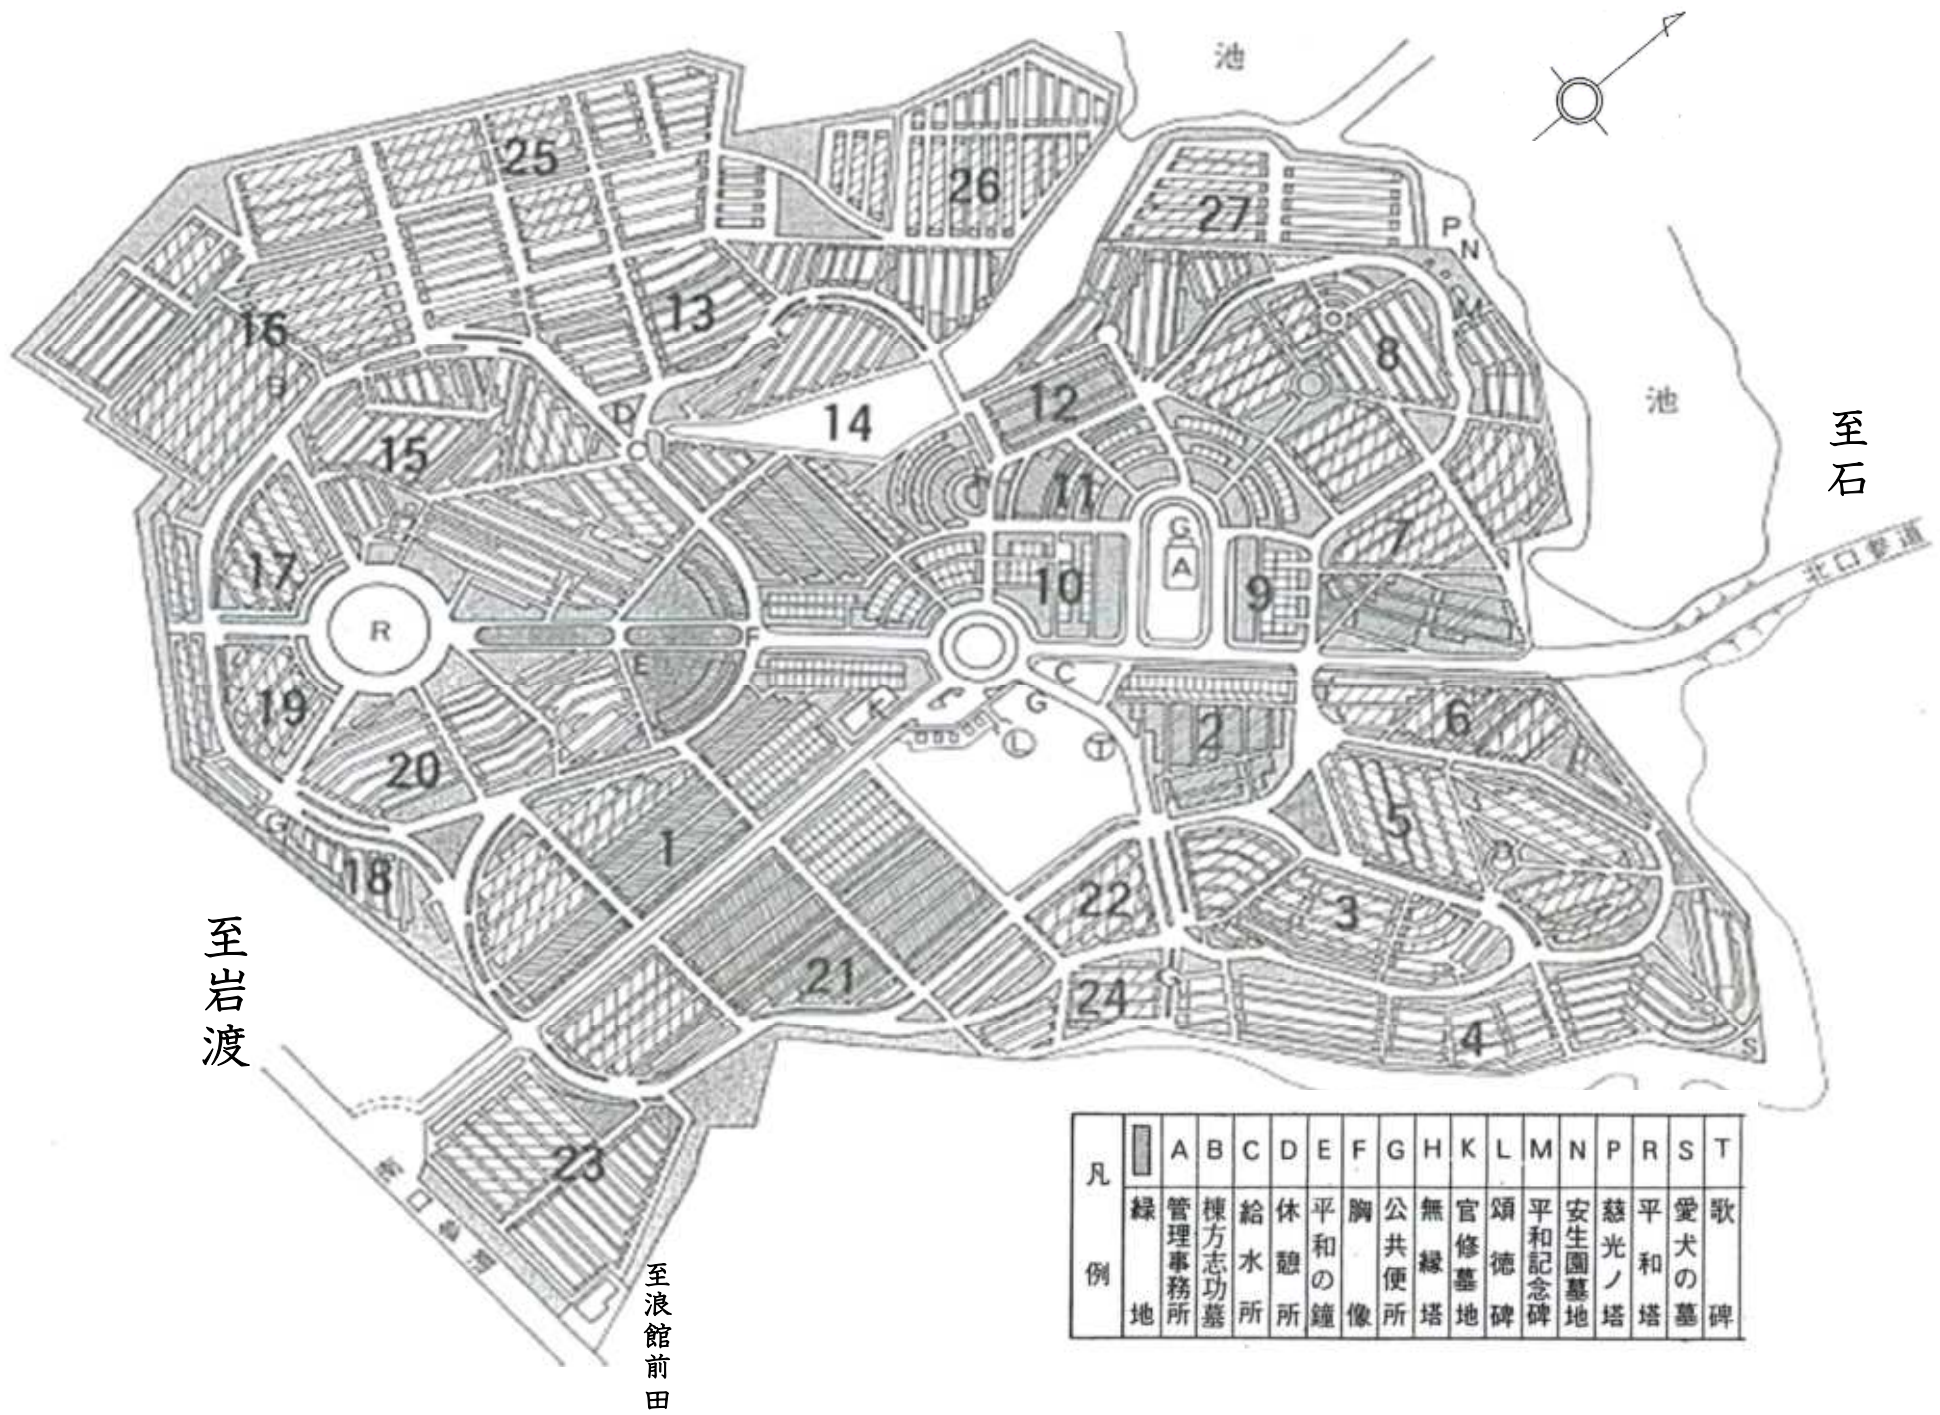 池
25
26
27
P
N
16
13
M
8
池
至石
B
D
14
12
15
11
7
G
A
17
10
9
北口参道
R
F
E
C
19
G
2
6
20
L
T
5
1
18
22
3
21
24
4
S
至岩渡
23
至浪館前田
凡例
緑地
A 管理事務所
B 棟方志功墓
C 給水所
D 休憩所
E 平和の鐘
F 胸像
G 公共便所
H 無縁塔
K 官修墓地
L 頌徳碑
M 平和記念碑
N 安生園墓地
P 慈光ノ塔
R 平和塔
S 愛犬の墓
T 歌碑